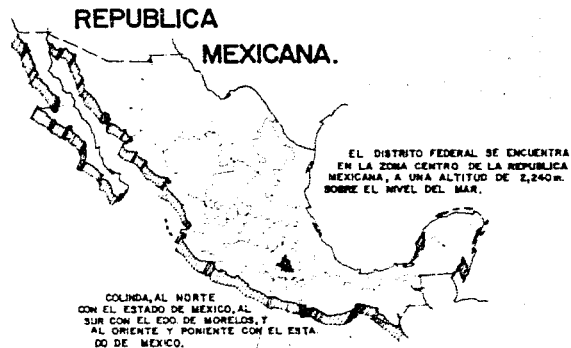 REPUBLICA
MEXICANA.
EL DISTRITO FEDERAL SE ENCUENTRA
EN LA ZONA CENTRO DE LA REPUBLICA
MEXICANA, A UNA ALTITUD DE 2,240m.
SOBRE EL NIVEL DEL MAR.
COLINDA, AL NORTE
CON EL ESTADO DE MEXICO, AL
SUR CON EL EDO. DE MORELOS, Y
AL ORIENTE Y PONIENTE CON EL ESTA
DO DE MEXICO.